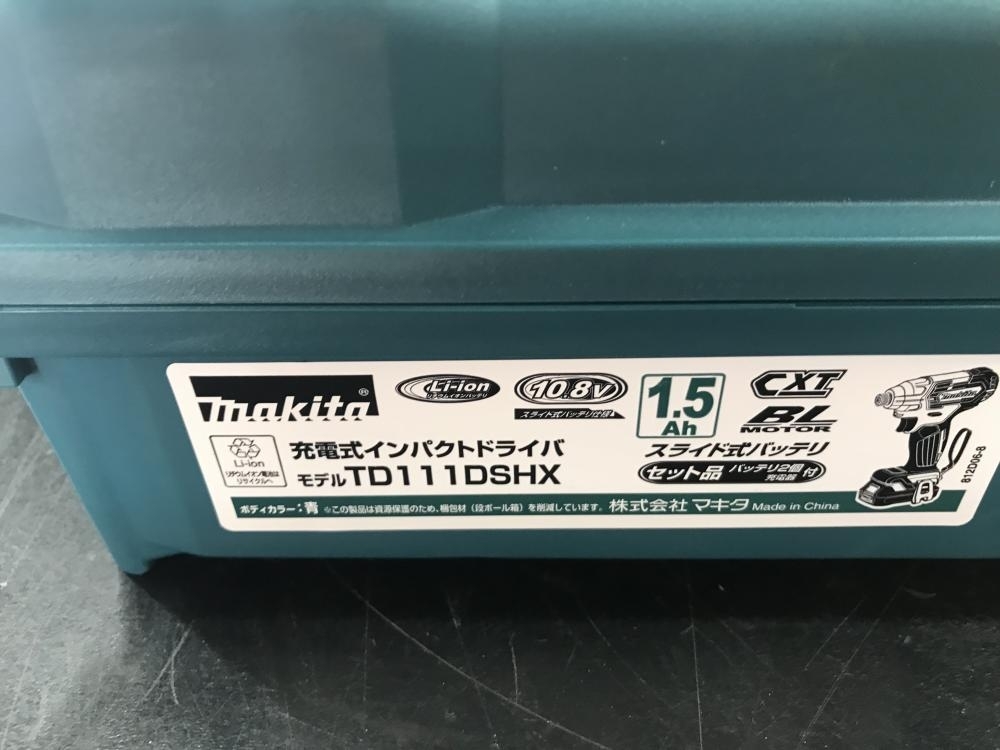 makita®
Li-ion
リチウムイオンバッテリ
10.8V
スライド式バッテリ仕様
1.5
Ah
CXT
BL
MOTOR
Li-ion
リチウムイオン電池は
リサイクルへ
充電式インパクトドライバ
モデルTD111DSHX
スライド式バッテリ
セット品 バッテリ2個 充電器 付
812D06-8
ボディカラー:青 ※この製品は資源保護のため、梱包材(段ボール箱)を削減しています。 株式会社マキタ Made in China